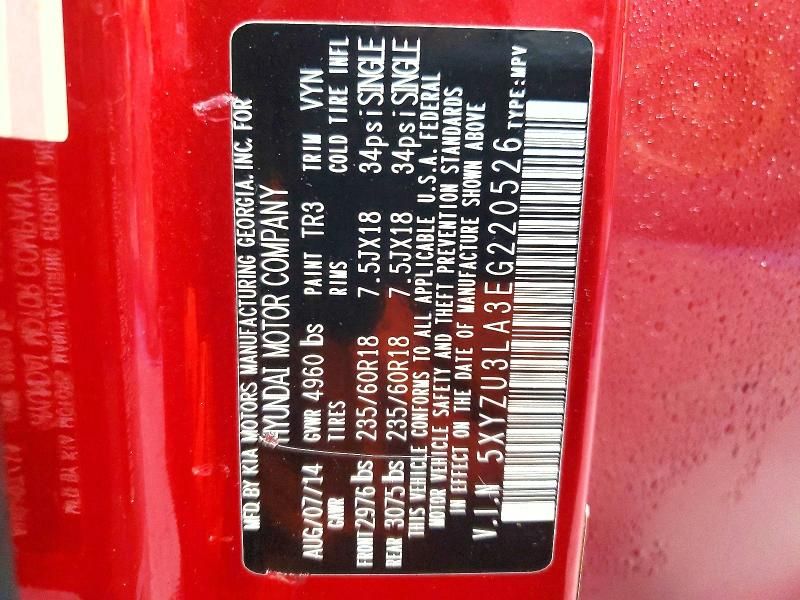 MFD BY KIA MOTORS MANUFACTURING GEORGIA, INC. FOR
HYUNDAI MOTOR COMPANY
AUG/07/14 GVWR 4960 lbs PAINT TR3 TRIM VYN
GAWR TIRES RIMS COLD TIRE INFL
FRONT 2976 lbs 235/60R18 7.5JX18 34psi SINGLE
REAR 3075 lbs 235/60R18 7.5JX18 34psi SINGLE
THIS VEHICLE CONFORMS TO ALL APPLICABLE U.S.A. FEDERAL
MOTOR VEHICLE SAFETY AND THEFT PREVENTION STANDARDS
IN EFFECT ON THE DATE OF MANUFACTURE SHOWN ABOVE
V.I.N 5XYZU3LA3EG220526 TYPE:MPV